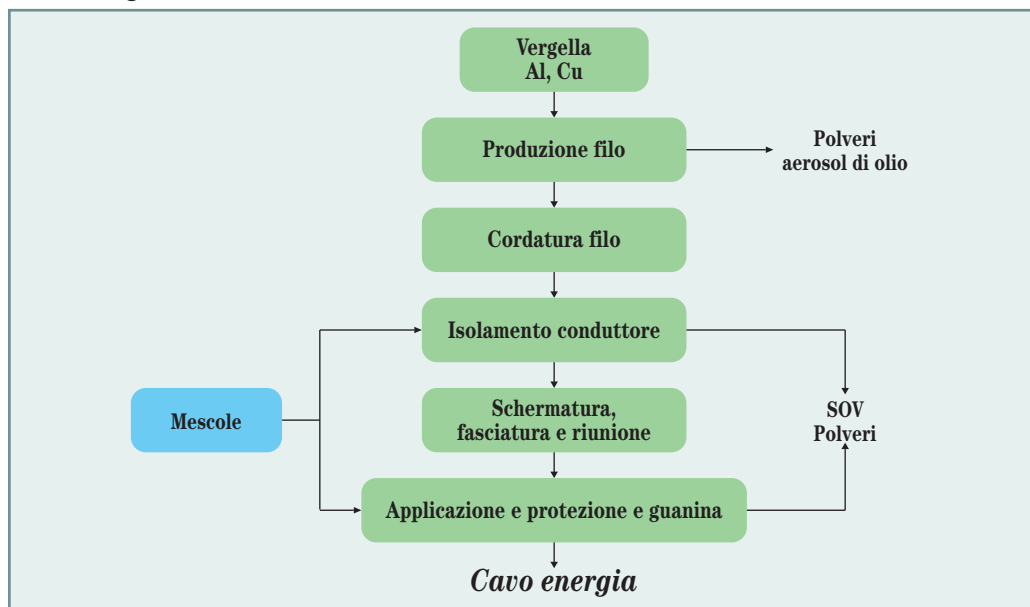 Vergella
Al, Cu
Produzione filo
Polveri
aerosol di olio
Cordatura filo
Isolamento conduttore
Mescole
Schermatura,
fasciatura e riunione
SOV
Polveri
Applicazione e protezione e guanina
Cavo energia